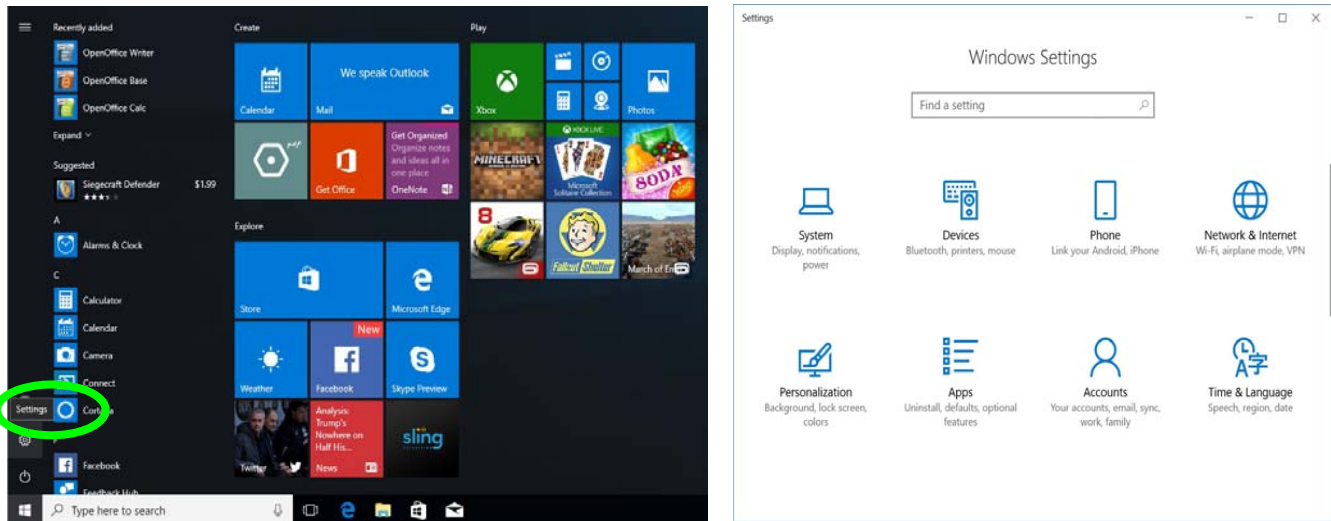 Recently added
OpenOffice Writer
OpenOffice Base
OpenOffice Calc
Expand
Suggested
Siegecraft Defender $1.99
A
Alarms & Clock
C
Calculator
Calendar
Camera
Connect
Settings
Facebook
Type here to search
Create
Calendar
We speak Outlook
Mail
Get Office
Get Organized
Organize notes
and ideas all in
one place
OneNote
Explore
Store
Microsoft Edge
Weather
New
Facebook
Skype Preview
Twitter
Analysis:
Trump's
Nowhere on
Half His...
News
sling
Play
Xbox
Photos
MINECRAFT
XBOX LIVE
Microsoft
Solitaire Collection
SODA
8
Fallout Shelter
March of Em
Settings
Windows Settings
Find a setting
System
Display, notifications,
power
Devices
Bluetooth, printers, mouse
Phone
Link your Android, iPhone
Network & Internet
Wi-Fi, airplane mode, VPN
Personalization
Background, lock screen,
colors
Apps
Uninstall, defaults, optional
features
Accounts
Your accounts, email, sync,
work, family
字
A
Time & Language
Speech, region, date